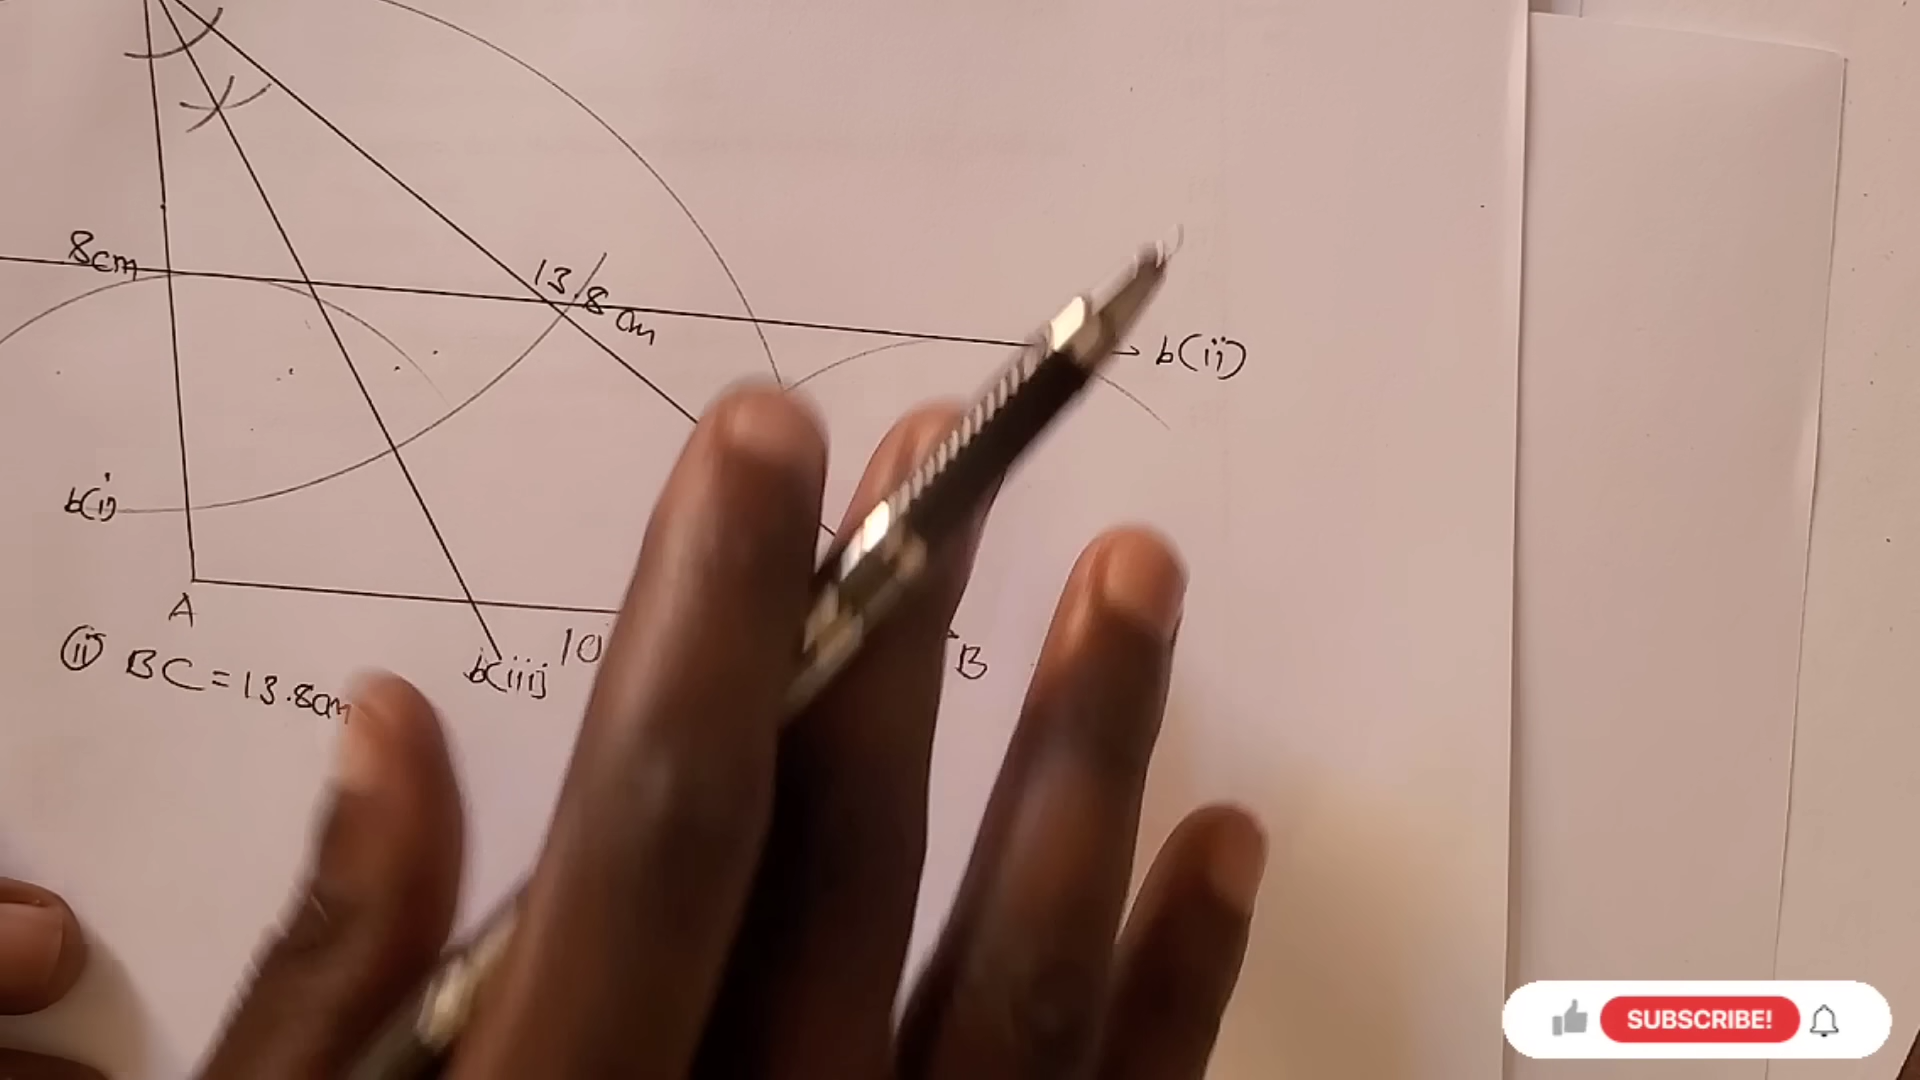 8cm
13.8cm
b(ii)
b(i)
A
10
B
(ii) BC = 13.8cm
b(iii)
SUBSCRIBE!